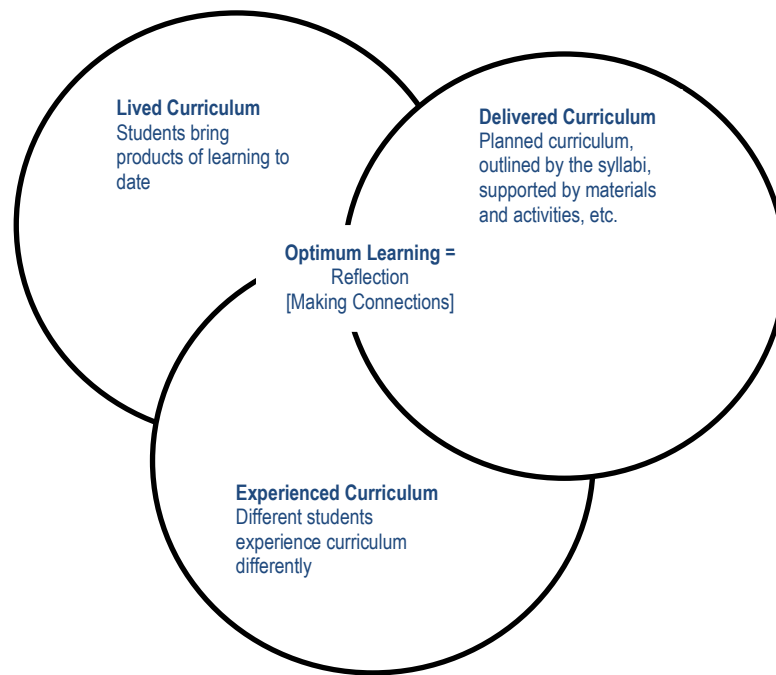 Lived Curriculum
Students bring
products of learning to
date
Delivered Curriculum
Planned curriculum,
outlined by the syllabi,
supported by materials
and activities, etc.
Optimum Learning =
Reflection
[Making Connections]
Experienced Curriculum
Different students
experience curriculum
differently